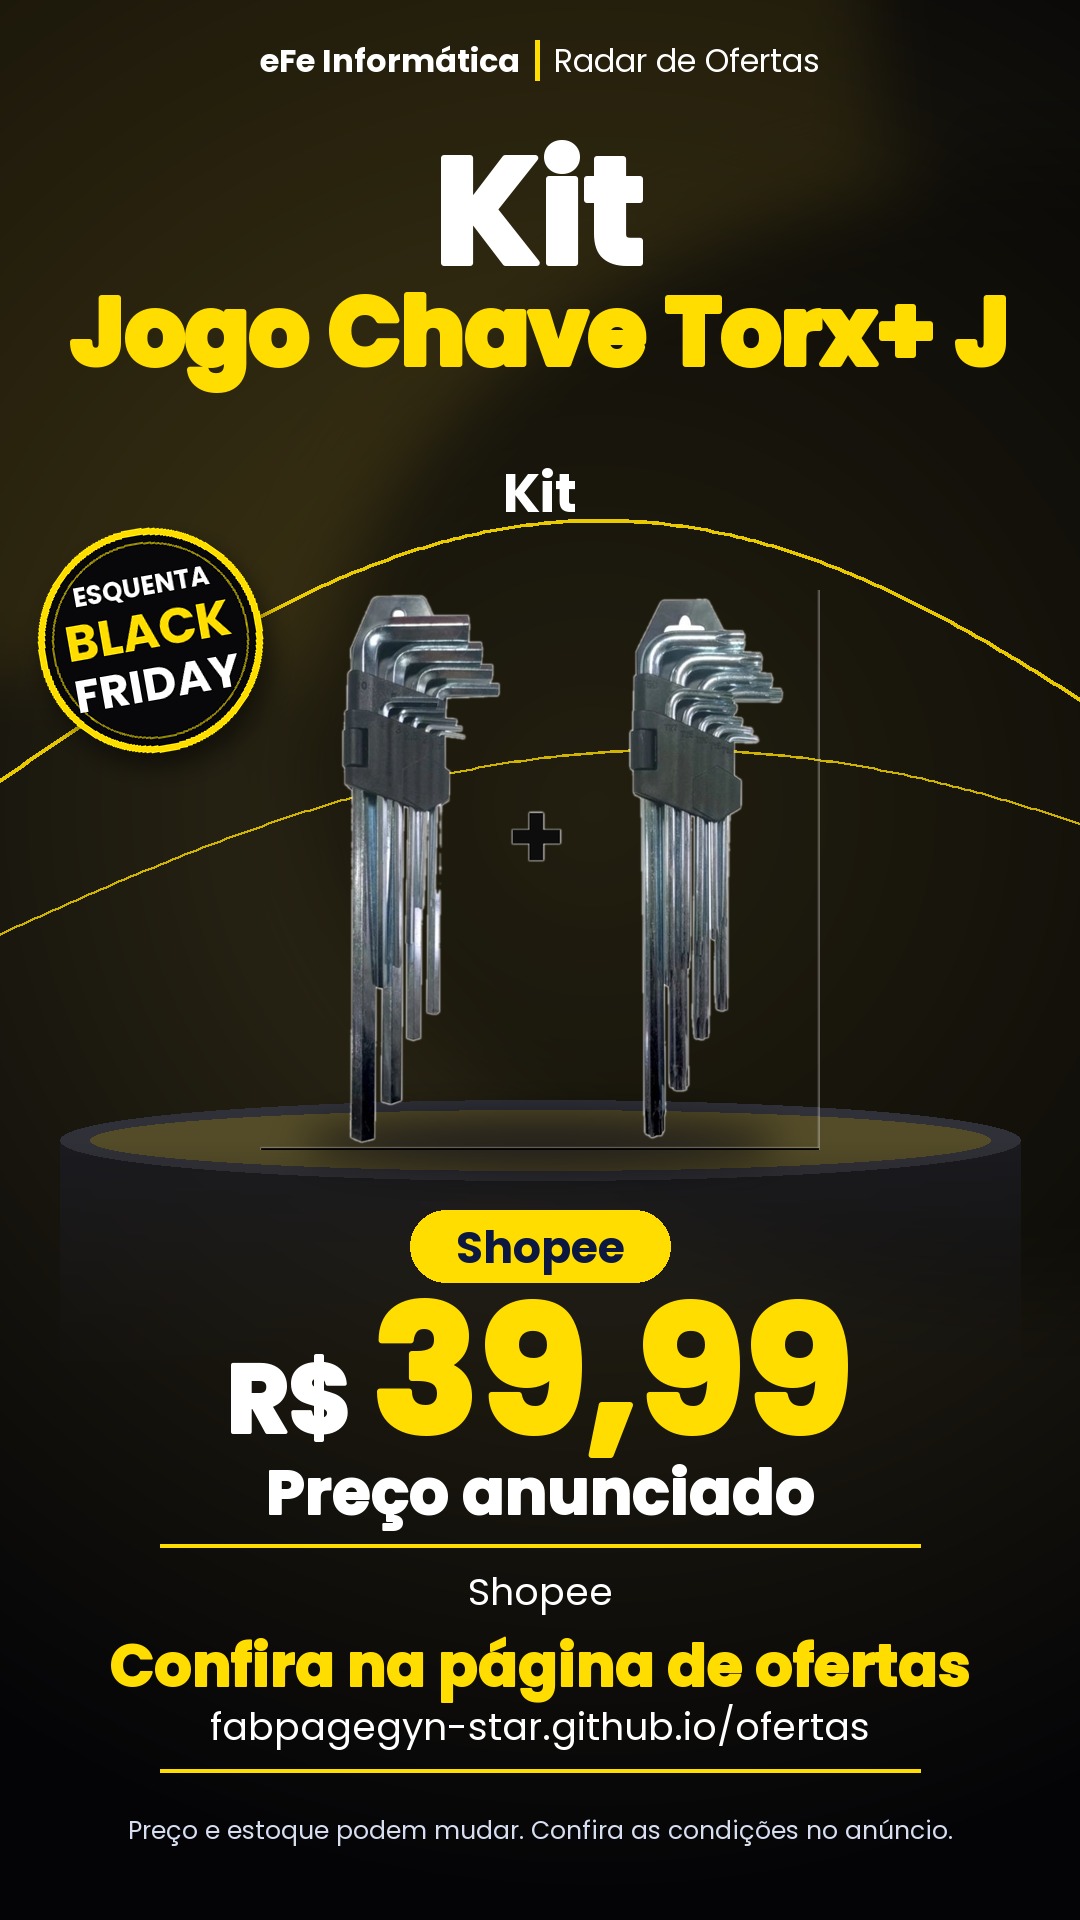 eFe Informática | Radar de Ofertas
Kit
Jogo Chave Torx+ J
Kit
ESQUENTA
BLACK
FRIDAY
+
Shopee
R$ 39,99
Preço anunciado
Shopee
Confira na página de ofertas
fabpagegyn-star.github.io/ofertas
Preço e estoque podem mudar. Confira as condições no anúncio.